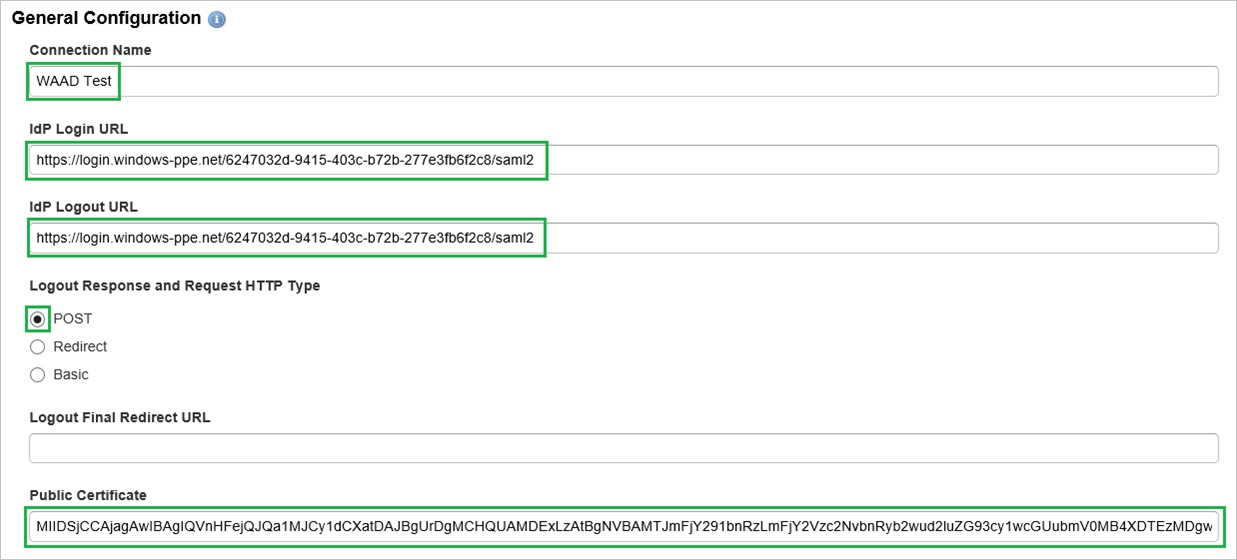 General Configuration
Connection Name
WAAD Test
IdP Login URL
https://login.windows-ppe.net/6247032d-9415-403c-b72b-277e3fb6f2c8/saml2
IdP Logout URL
https://login.windows-ppe.net/6247032d-9415-403c-b72b-277e3fb6f2c8/saml2
Logout Response and Request HTTP Type
POST
Redirect
Basic
Logout Final Redirect URL
Public Certificate
MIIDSjCCAjagAwIBAgIQVnHFejQJQa1MJCy1dCXatDAJBgUrDgMCHQUAMDExLzAtBgNVBAMTJmFjY291bnRzLmFjY2Vzc2NvbnRyb2wud2luZG93cy1wcGUubmV0MB4XDTEzMDgw